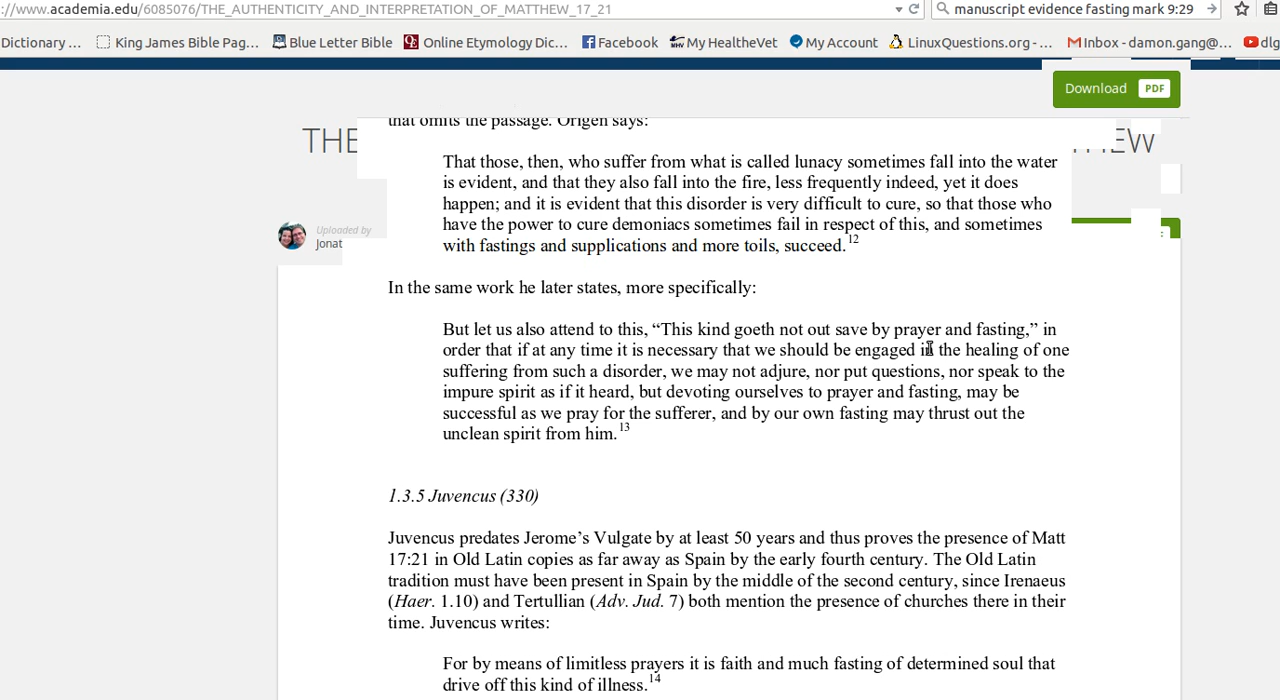 ://www.academia.edu/6085076/THE_AUTHENTICITY_AND_INTERPRETATION_OF_MATTHEW_17_21
manuscript evidence fasting mark 9:29
Dictionary ... King James Bible Pag... Blue Letter Bible Online Etymology Dic... Facebook My HealtheVet My Account LinuxQuestions.org - ... Inbox - damon.gang@... dlg
Download PDF
that omits the passage. Origen says:
THE
That those, then, who suffer from what is called lunacy sometimes fall into the water
is evident, and that they also fall into the fire, less frequently indeed, yet it does
happen; and it is evident that this disorder is very difficult to cure, so that those who
have the power to cure demoniacs sometimes fail in respect of this, and sometimes
with fastings and supplications and more toils, succeed.12
Uploaded by
Jonat
In the same work he later states, more specifically:
But let us also attend to this, “This kind goeth not out save by prayer and fasting,” in
order that if at any time it is necessary that we should be engaged in the healing of one
suffering from such a disorder, we may not adjure, nor put questions, nor speak to the
impure spirit as if it heard, but devoting ourselves to prayer and fasting, may be
successful as we pray for the sufferer, and by our own fasting may thrust out the
unclean spirit from him.13
1.3.5 Juvencus (330)
Juvencus predates Jerome’s Vulgate by at least 50 years and thus proves the presence of Matt
17:21 in Old Latin copies as far away as Spain by the early fourth century. The Old Latin
tradition must have been present in Spain by the middle of the second century, since Irenaeus
(Haer. 1.10) and Tertullian (Adv. Jud. 7) both mention the presence of churches there in their
time. Juvencus writes:
For by means of limitless prayers it is faith and much fasting of determined soul that
drive off this kind of illness.14